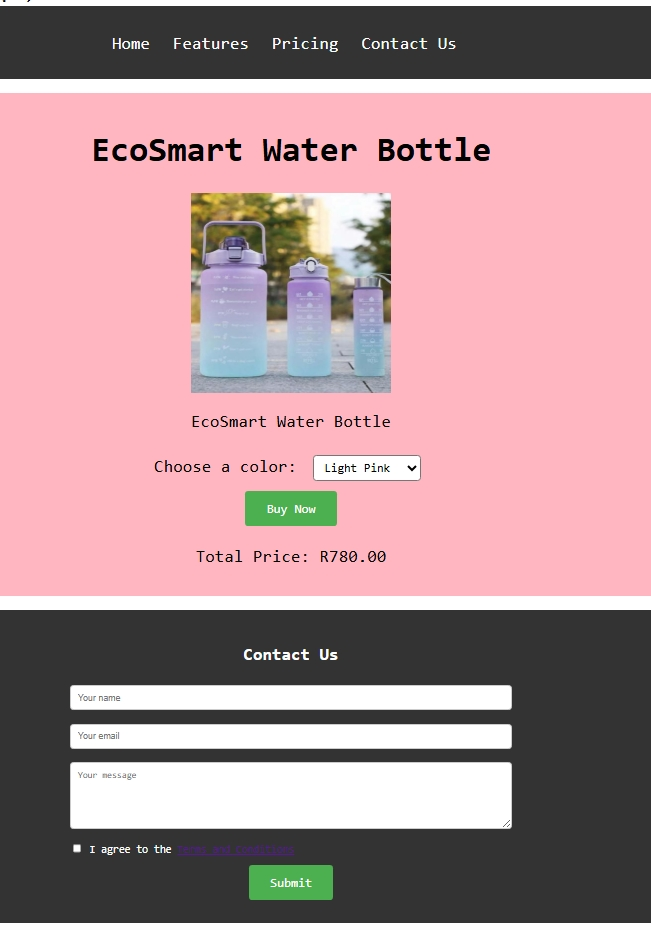 Home Features Pricing Contact Us
EcoSmart Water Bottle
EcoSmart Water Bottle
Choose a color: Light Pink
Buy Now
Total Price: R780.00
Contact Us
Your name
Your email
Your message
I agree to the Terms and Conditions
Submit